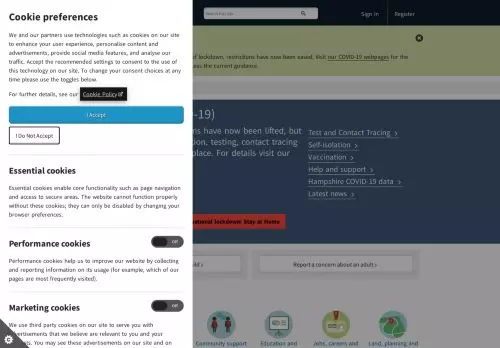 Cookie preferences
We and our partners use technologies such as cookies on our site
to enhance your user experience, personalise content and
advertisements, provide social media features, and analyse our
traffic. Accept the recommended settings to consent to the use of
this technology on our site. To change your consent choices at any
time please use the toggles below.
For further details, see our Cookie Policy
I Accept
I Do Not Accept
Essential cookies
Essential cookies enable core functionality such as page navigation
and access to secure areas. The website cannot function properly
without these cookies; they can only be disabled by changing your
browser preferences.
Performance cookies
Off
Performance cookies help us to improve our website by collecting
and reporting information on its usage (for example, which of our
pages are most frequently visited).
Marketing cookies
Off
We use third party cookies on our site to serve you with
advertisements that we believe are relevant to you and your
You may see these advertisements on our site and on
Sign in
Register
of lockdown, restrictions have now been eased. Visit our COVID-19 webpages for the
the current guidance.
-19)
ns have now been lifted, but
tion, testing, contact tracing
place. For details visit our
Test and Contact Tracing >
Self-isolation >
Vaccination >
Help and support >
Hampshire COVID-19 data >
Latest news >
national lockdown: Stay at Home
Report a concern about an adult >
Community support
Education and
Jobs, careers and
Land, planning and